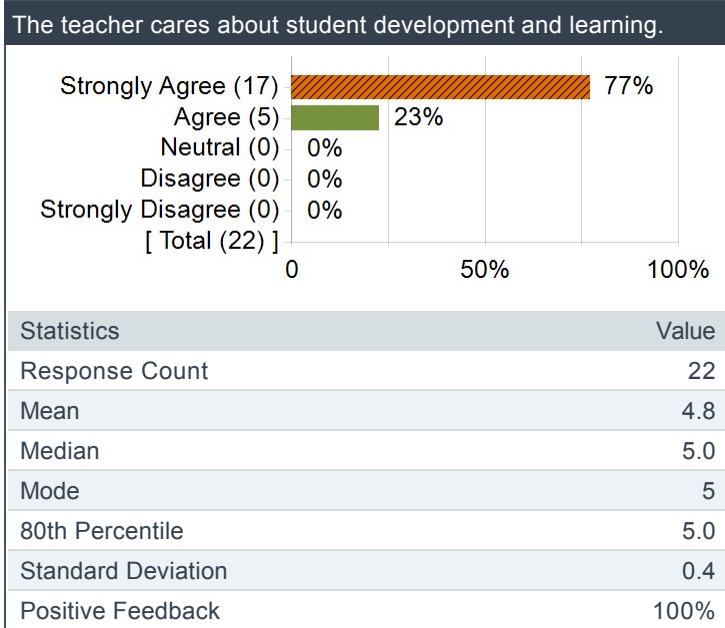 The teacher cares about student development and learning.
Strongly Agree (17) 77%
Agree (5) 23%
Neutral (0) 0%
Disagree (0) 0%
Strongly Disagree (0) 0%
[ Total (22) ]
0 50% 100%
Statistics Value
Response Count 22
Mean 4.8
Median 5.0
Mode 5
80th Percentile 5.0
Standard Deviation 0.4
Positive Feedback 100%